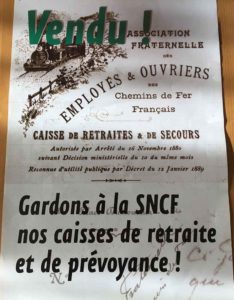 Vendu !
ASSOCIATION
FRATERNELLE
DES
EMPLOYÉS & OUVRIERS
des
Chemins de Fer
Français
CAISSE DE RETRAITES & DE SECOURS
Autorisée par Arrêté du 26 Novembre 1880
suivant Décision ministérielle du 20 du même mois
Reconnue d'utilité publique par Décret du 12 Janvier 1889
Gardons à la SNCF
nos caisses de retraite
et de prévoyance !